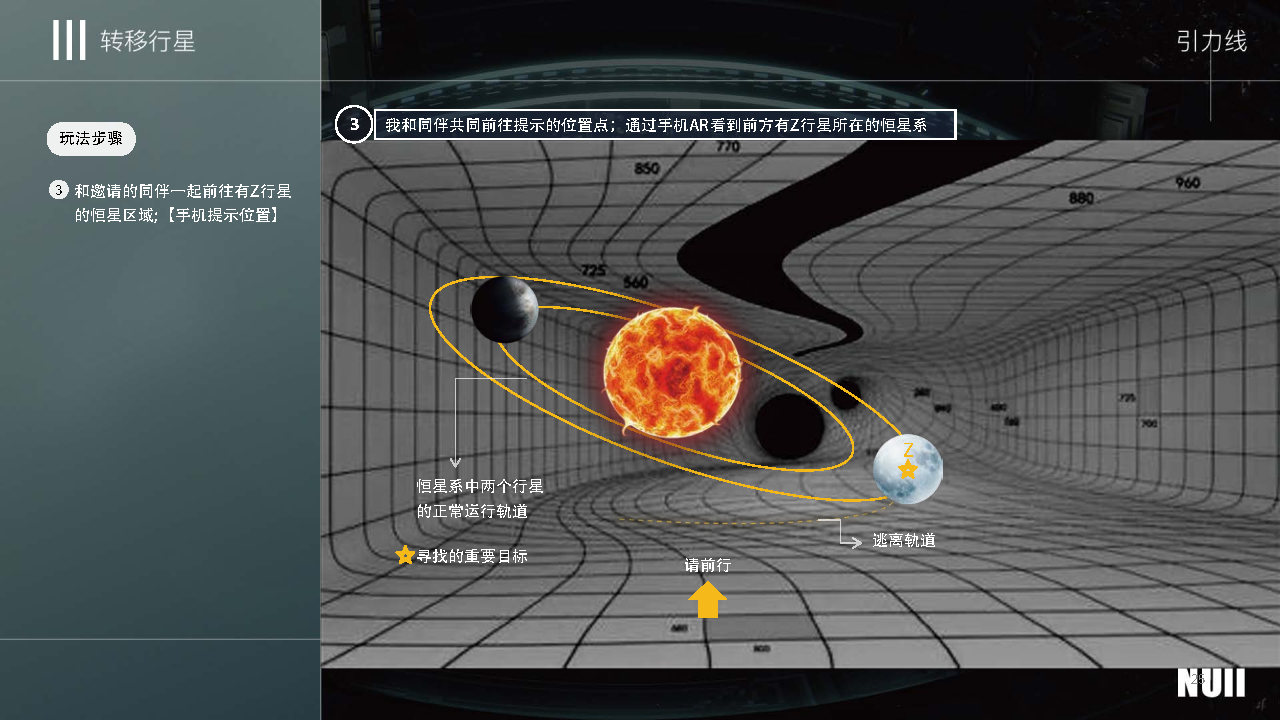 转移行星
引力线
玩法步骤
3 和邀请的同伴一起前往有Z行星
的恒星区域;【手机提示位置】
3 我和同伴共同前往提示的位置点；通过手机AR看到前方有Z行星所在的恒星系
770
850
960
880
725
560
725
700
Z
恒星系中两个行星
的正常运行轨道
逃离轨道
寻找的重要目标
请前行
NUII